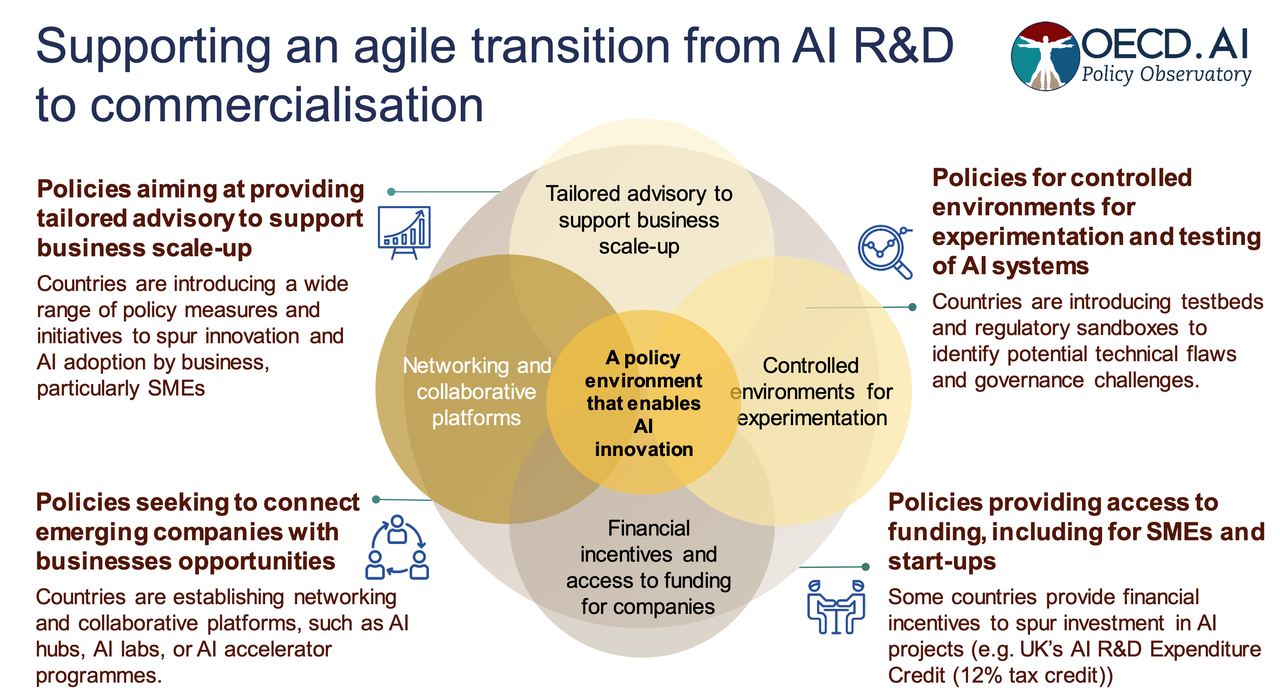 Supporting an agile transition from AI R&D
to commercialisation
OECD.AI
Policy Observatory
Policies aiming at providing
tailored advisory to support
business scale-up
Countries are introducing a wide
range of policy measures and
initiatives to spur innovation and
AI adoption by business,
particularly SMEs
Policies seeking to connect
emerging companies with
businesses opportunities
Countries are establishing networking
and collaborative platforms, such as AI
hubs, AI labs, or AI accelerator
programmes.
Tailored advisory to
support business
scale-up
Networking and
collaborative
platforms
A policy
environment
that enables
AI
innovation
Controlled
environments for
experimentation
Financial
incentives and
access to funding
for companies
Policies for controlled
environments for
experimentation and testing
of AI systems
Countries are introducing testbeds
and regulatory sandboxes to
identify potential technical flaws
and governance challenges.
Policies providing access to
funding, including for SMEs and
start-ups
Some countries provide financial
incentives to spur investment in AI
projects (e.g. UK's AI R&D Expenditure
Credit (12% tax credit))